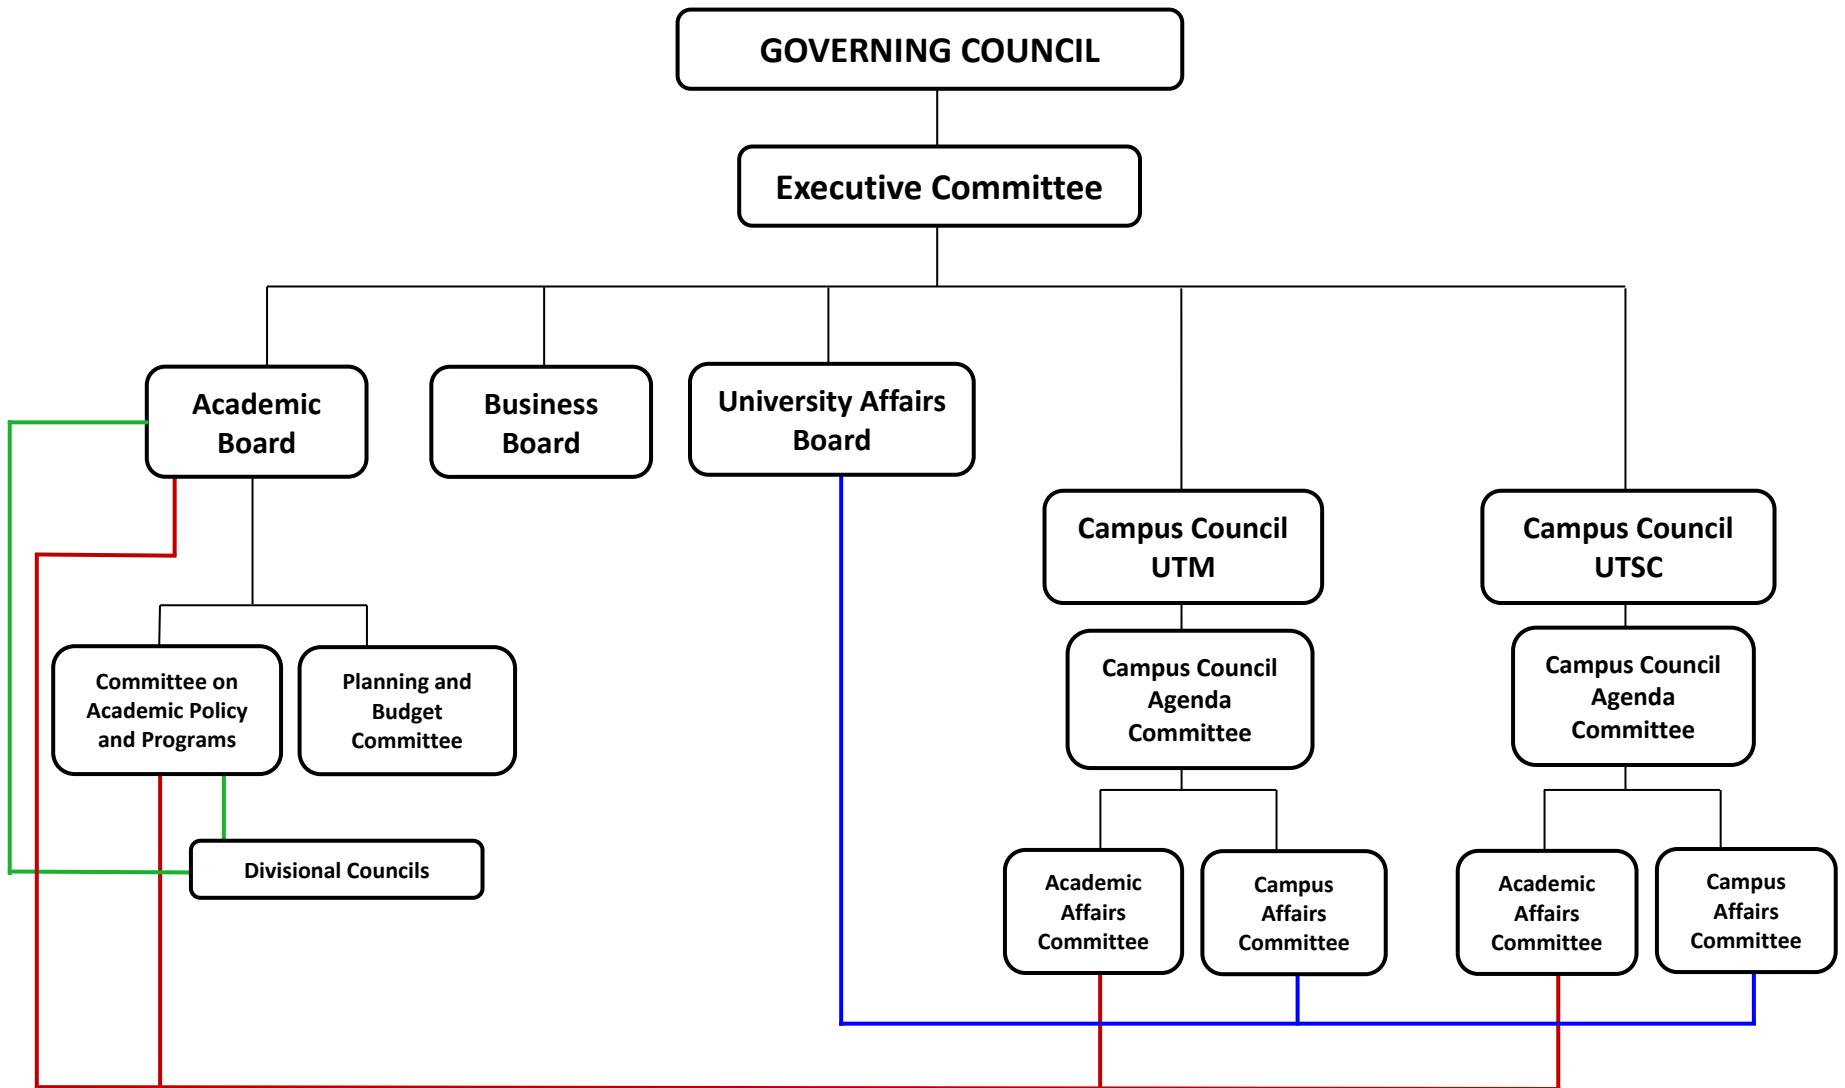 GOVERNING COUNCIL
Executive Committee
Academic
Board
Business
Board
University Affairs
Board
Campus Council
UTM
Campus Council
UTSC
Committee on
Academic Policy
and Programs
Planning and
Budget
Committee
Campus Council
Agenda
Committee
Campus Council
Agenda
Committee
Divisional Councils
Academic
Affairs
Committee
Campus
Affairs
Committee
Academic
Affairs
Committee
Campus
Affairs
Committee